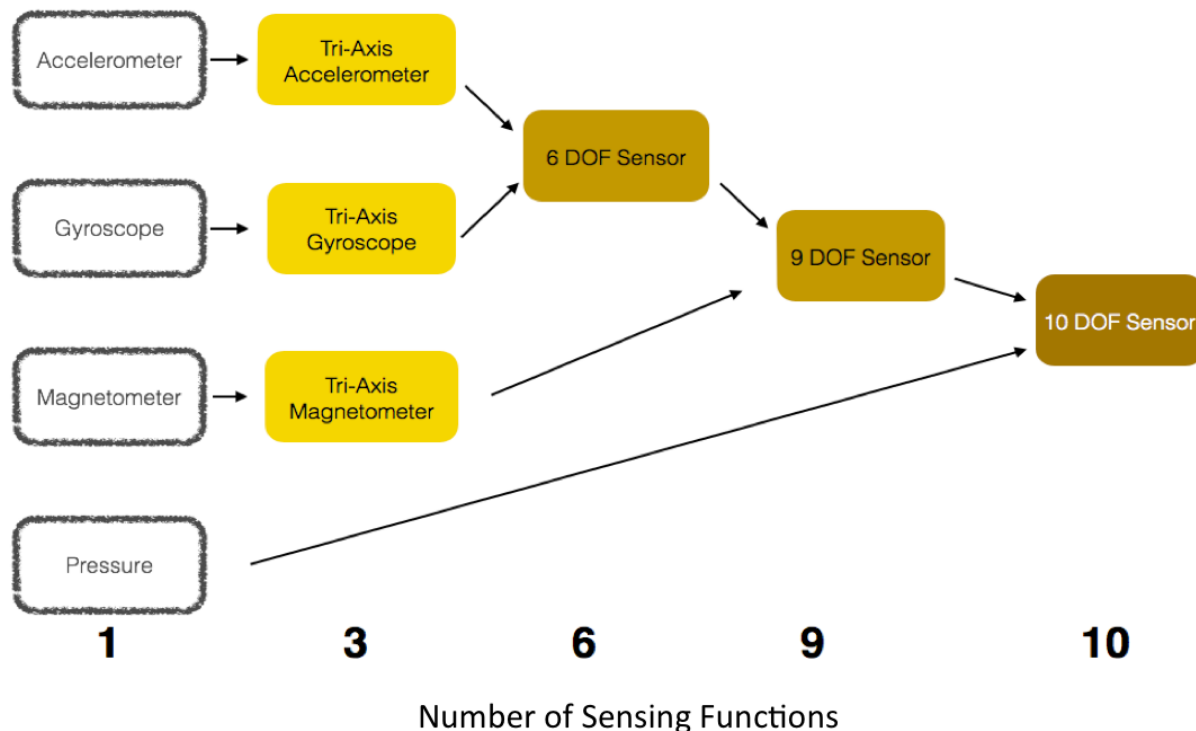 Accelerometer
Tri-Axis
Accelerometer
6 DOF Sensor
Gyroscope
Tri-Axis
Gyroscope
9 DOF Sensor
10 DOF Sensor
Magnetometer
Tri-Axis
Magnetometer
Pressure
1 3 6 9 10
Number of Sensing Functions